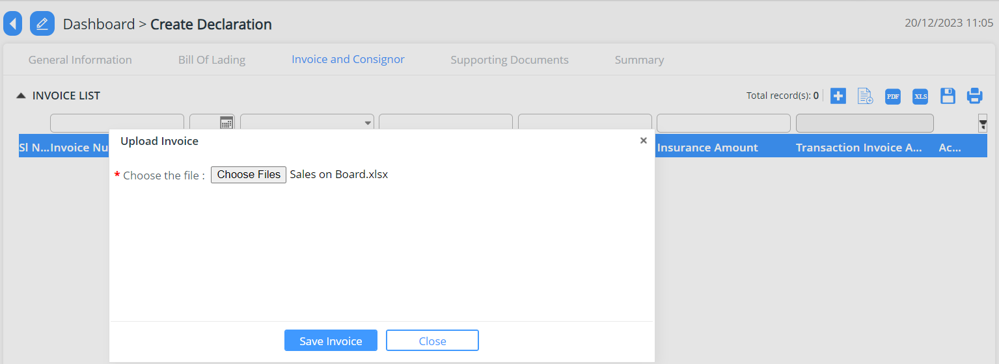 Dashboard > Create Declaration
20/12/2023 11:05
General Information
Bill Of Lading
Invoice and Consignor
Supporting Documents
Summary
INVOICE LIST
Total record(s): 0
PDF
XLS
Sl N...
Invoice Nu
Insurance Amount
Transaction Invoice A...
Ac...
Upload Invoice
×
* Choose the file : Choose Files Sales on Board.xlsx
Save Invoice
Close